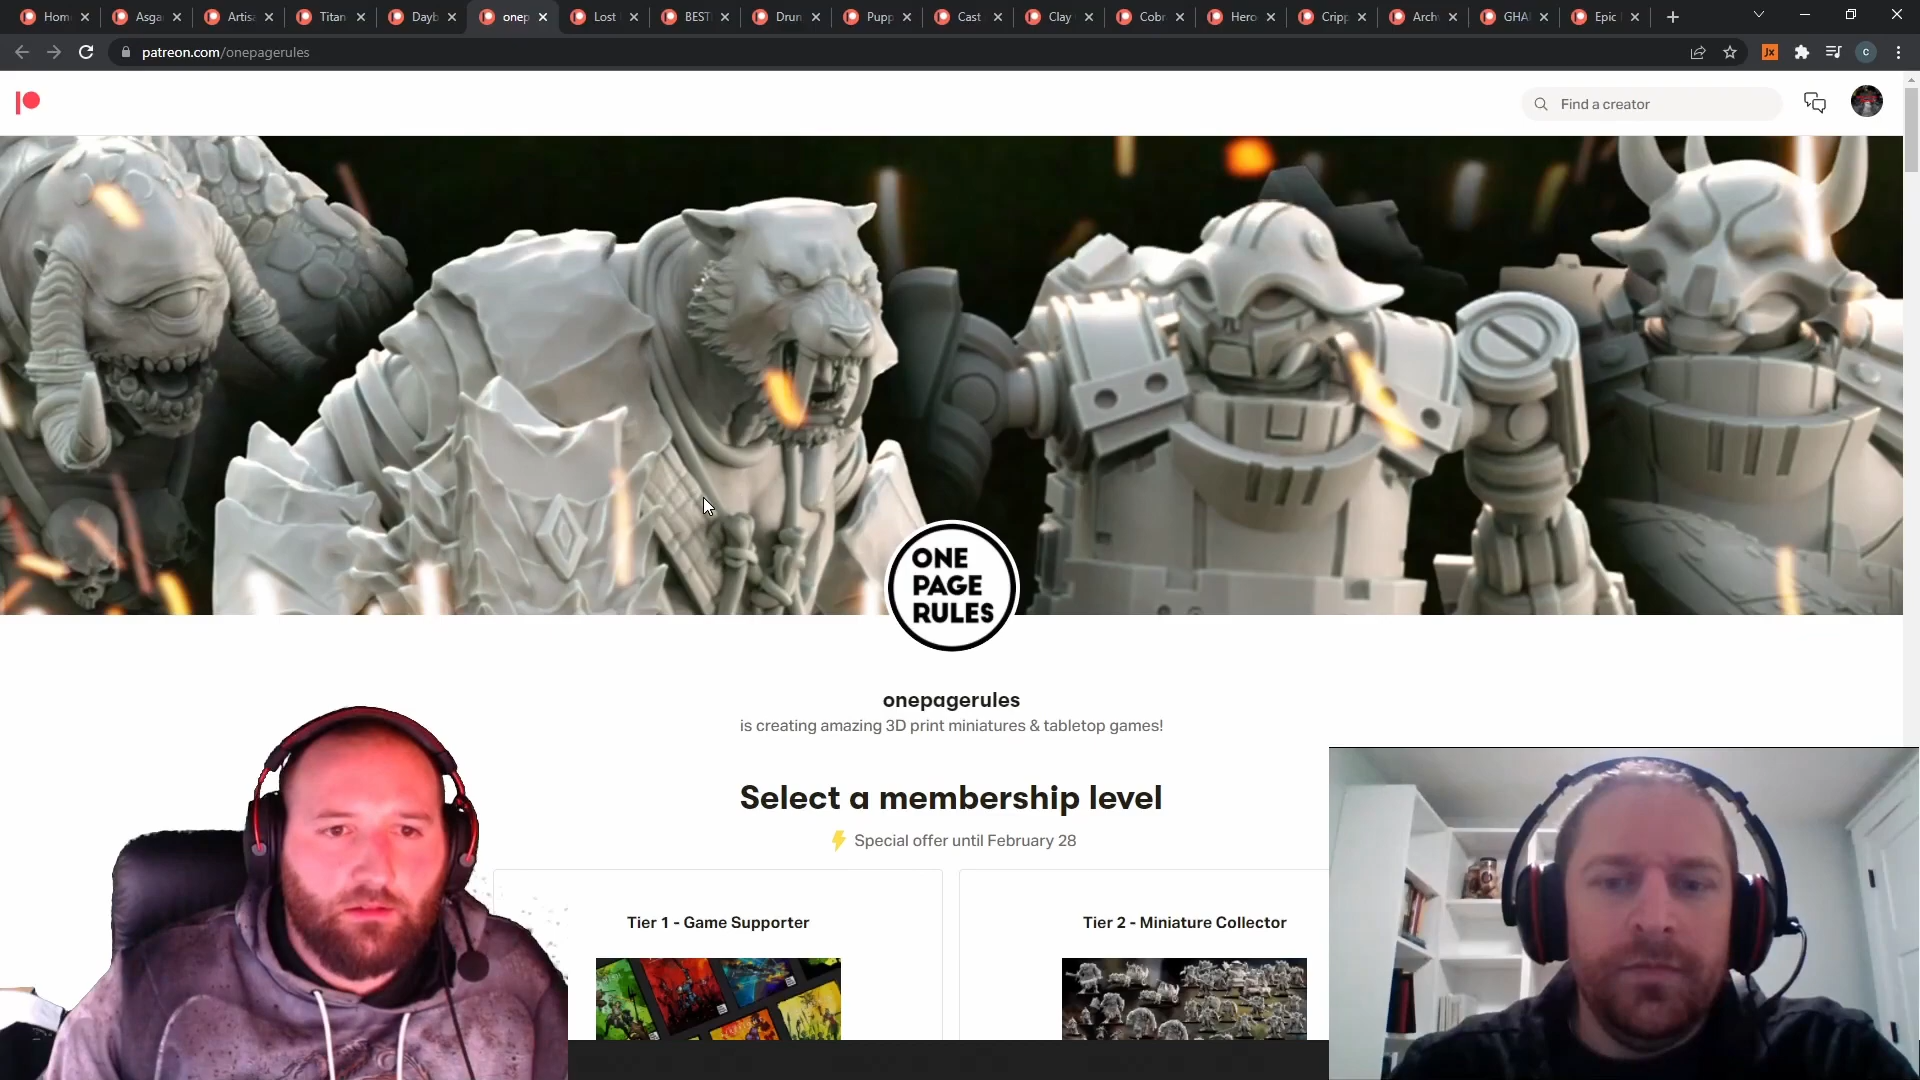 Hom
Asga
Artisa
Titan
Dayb
onep
Lost
BEST
Drun
Pupp
Cast
Clay
Cobr
Hero
Cripp
Arch
GHA
Epic
patreon.com/onepagerules
Jx
C
Find a creator
ONE
PAGE
RULES
onepagerules
is creating amazing 3D print miniatures & tabletop games!
Select a membership level
Special offer until February 28
Tier 1 - Game Supporter
Tier 2 - Miniature Collector